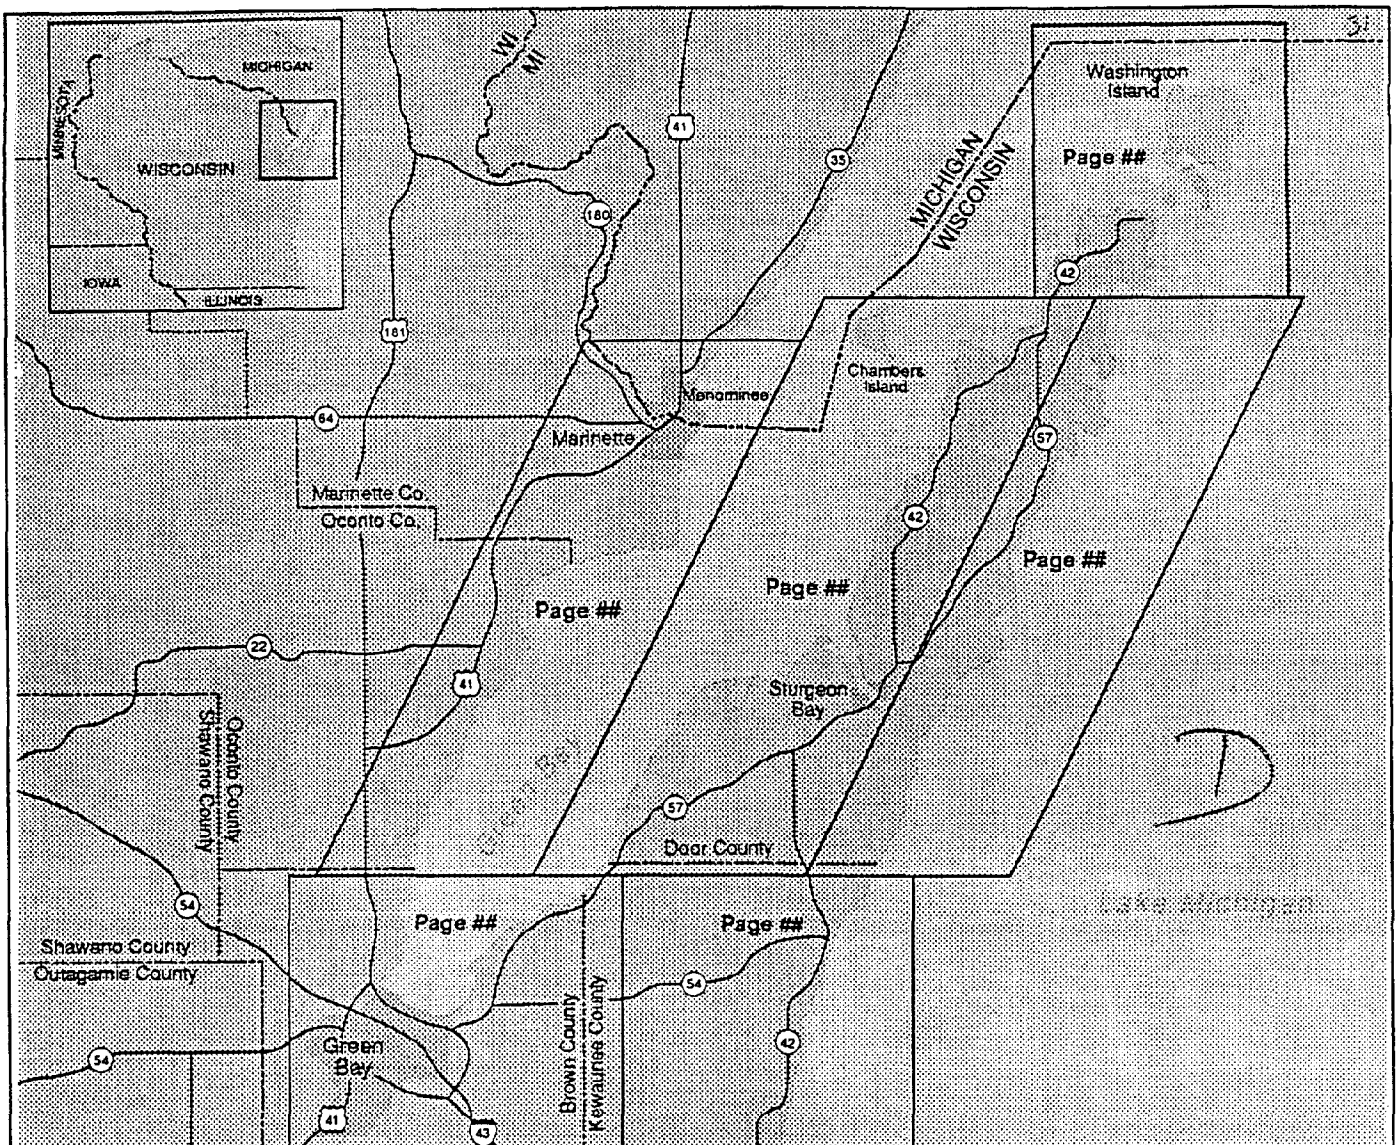 WI
MI
MICHIGAN
MINNESOTA
WISCONSIN
IOWA
ILLINOIS
41
35
180
181
MICHIGAN
WISCONSIN
Washington
Island
Page ##
42
Chambers
Island
Menominee
64
Marinette
57
Marinette Co.
Oconto Co.
42
Page ##
Page ##
Page ##
22
41
Sturgeon
Bay
Oconto County
Shawano County
57
Door County
54
Page ##
Page ##
Lake Michigan
Shawano County
Outagamie County
54
Brown County
Kewaunee County
Green
Bay
42
54
41
43